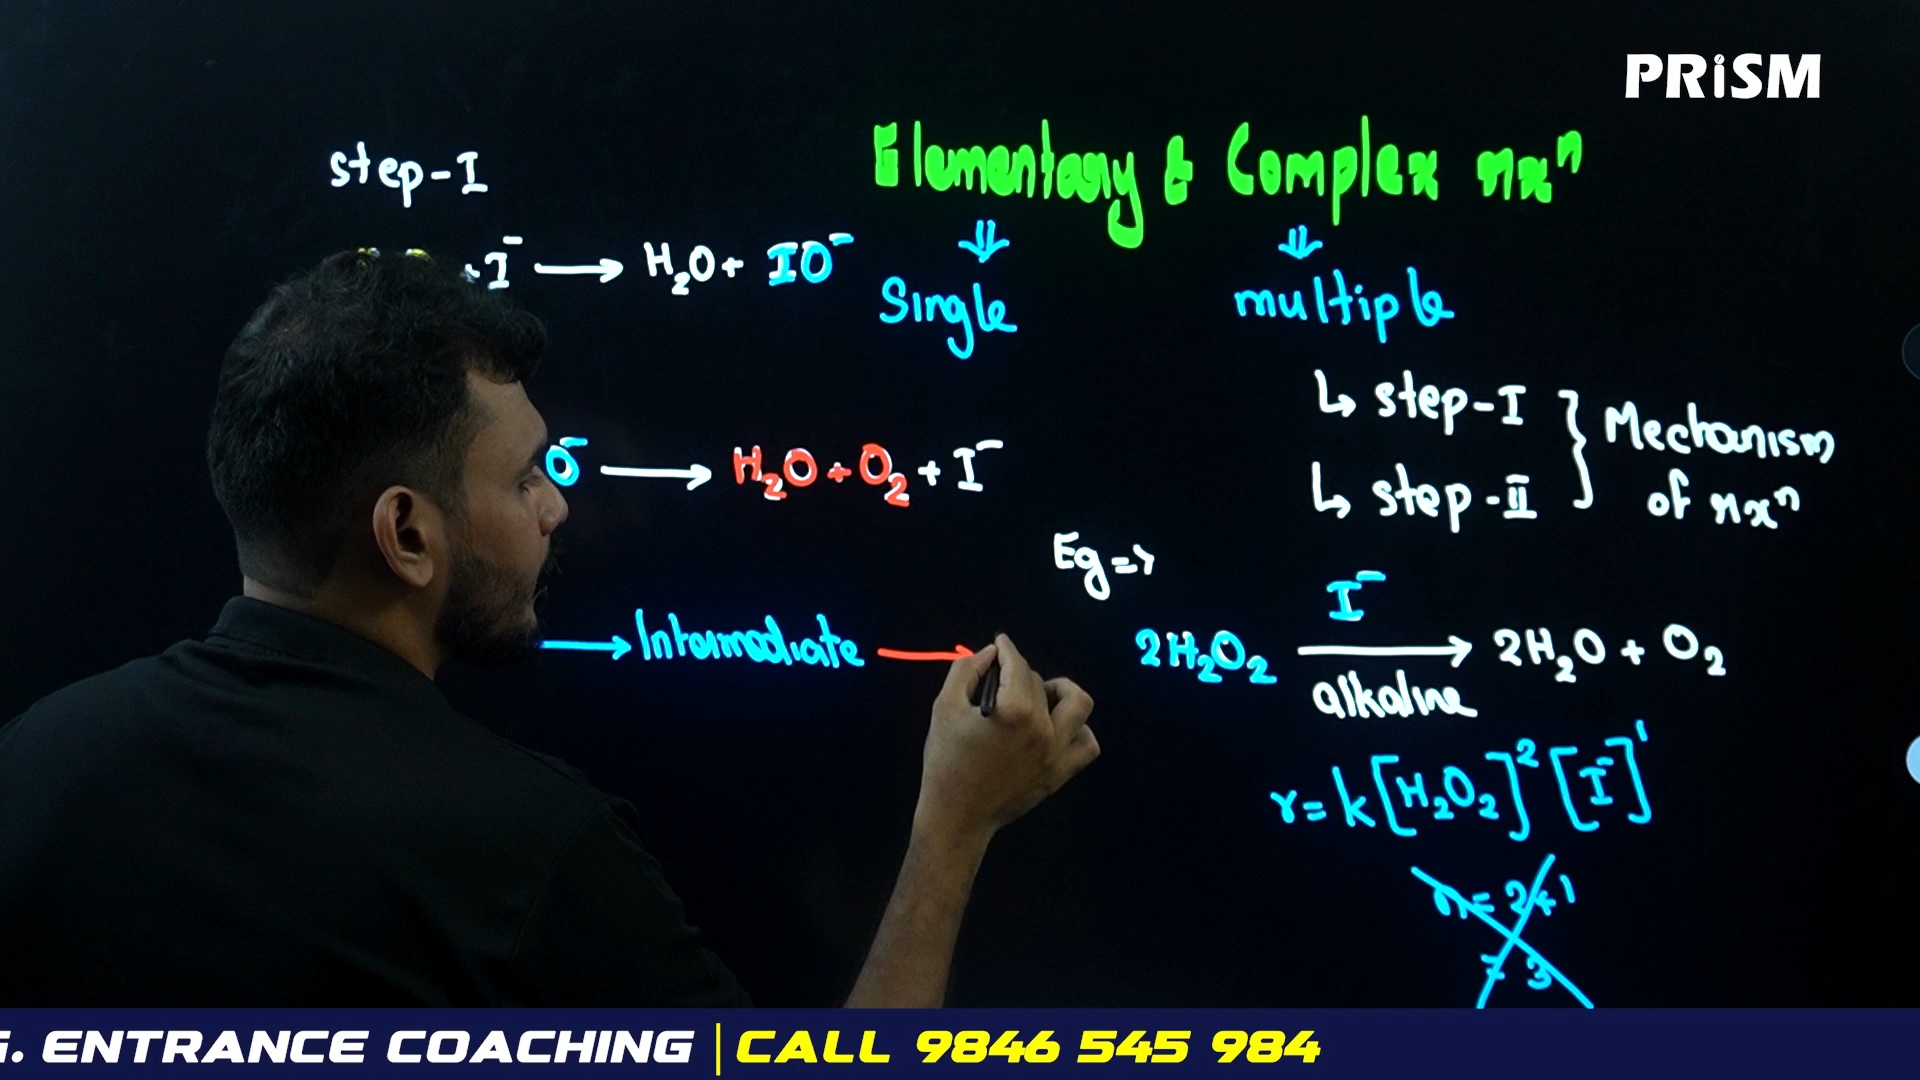 PRiSM
step-I
+ I⁻ → H₂O + IO⁻
O⁻ → H₂O + O₂ + I⁻
→ Intermediate →
Elementary & Complex rxⁿ
⇓ ⇓
Single multiple
↳ step-I
↳ step-II
} Mechanism
of rxⁿ
Eg =>
I⁻
2H₂O₂ → 2H₂O + O₂
alkaline
r = k[H₂O₂]² [I⁻]¹
n = 2+1
= 3
. ENTRANCE COACHING | CALL 9846 545 984